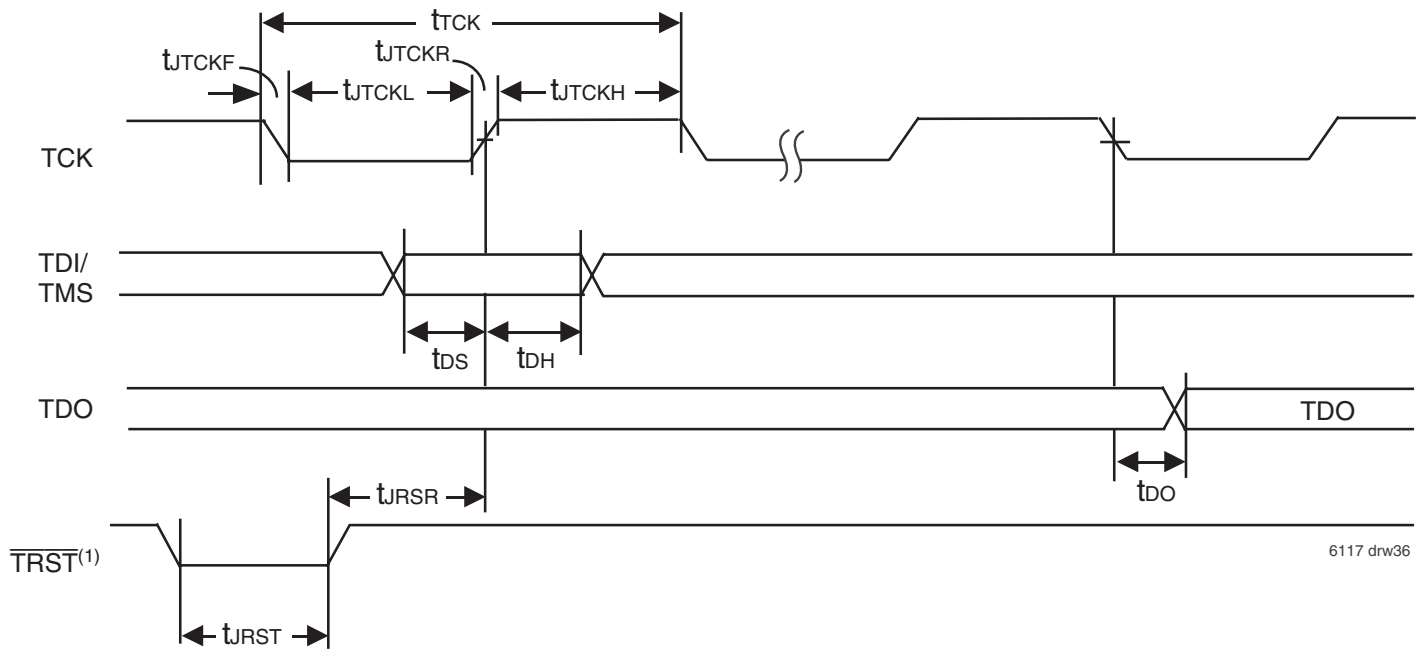 tTCK
tJTCKF
tJTCKR
tJTCKL
tJTCKH
TCK
TDI/
TMS
tDS
tDH
TDO
TDO
tDO
tJRSR
TRST(1)
6117 drw36
tJRST